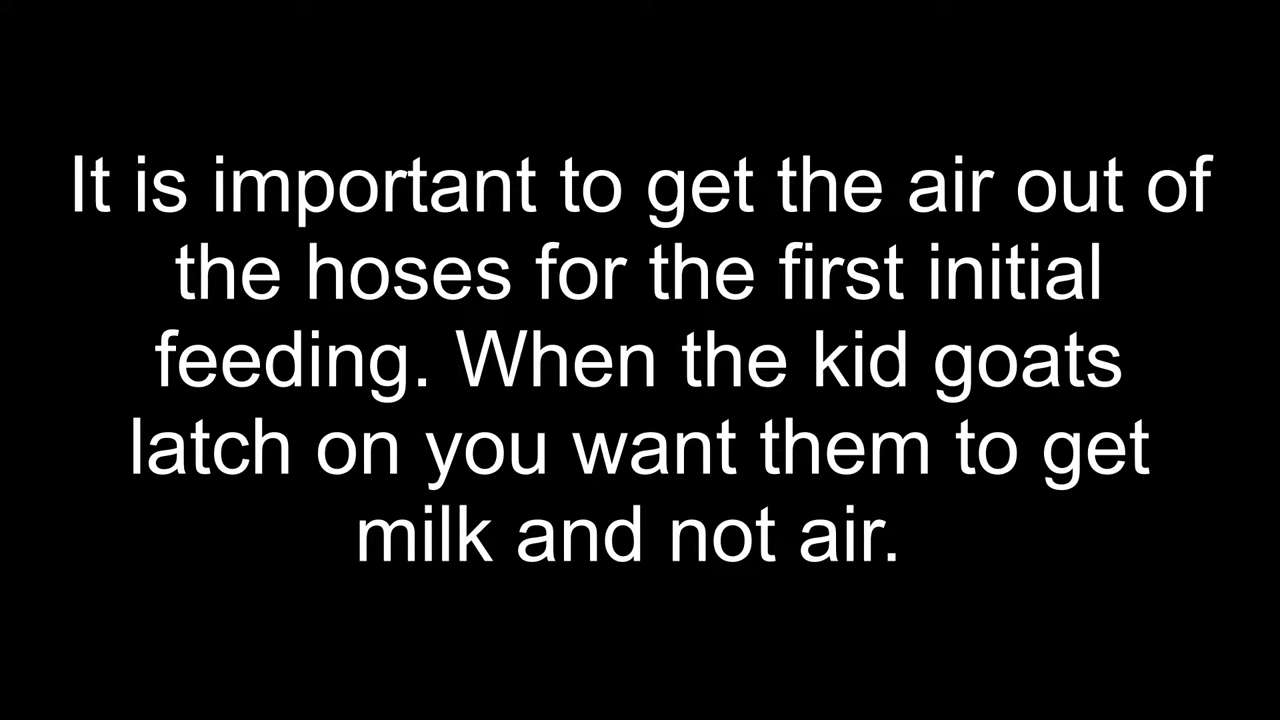 It is important to get the air out of
the hoses for the first initial
feeding. When the kid goats
latch on you want them to get
milk and not air.